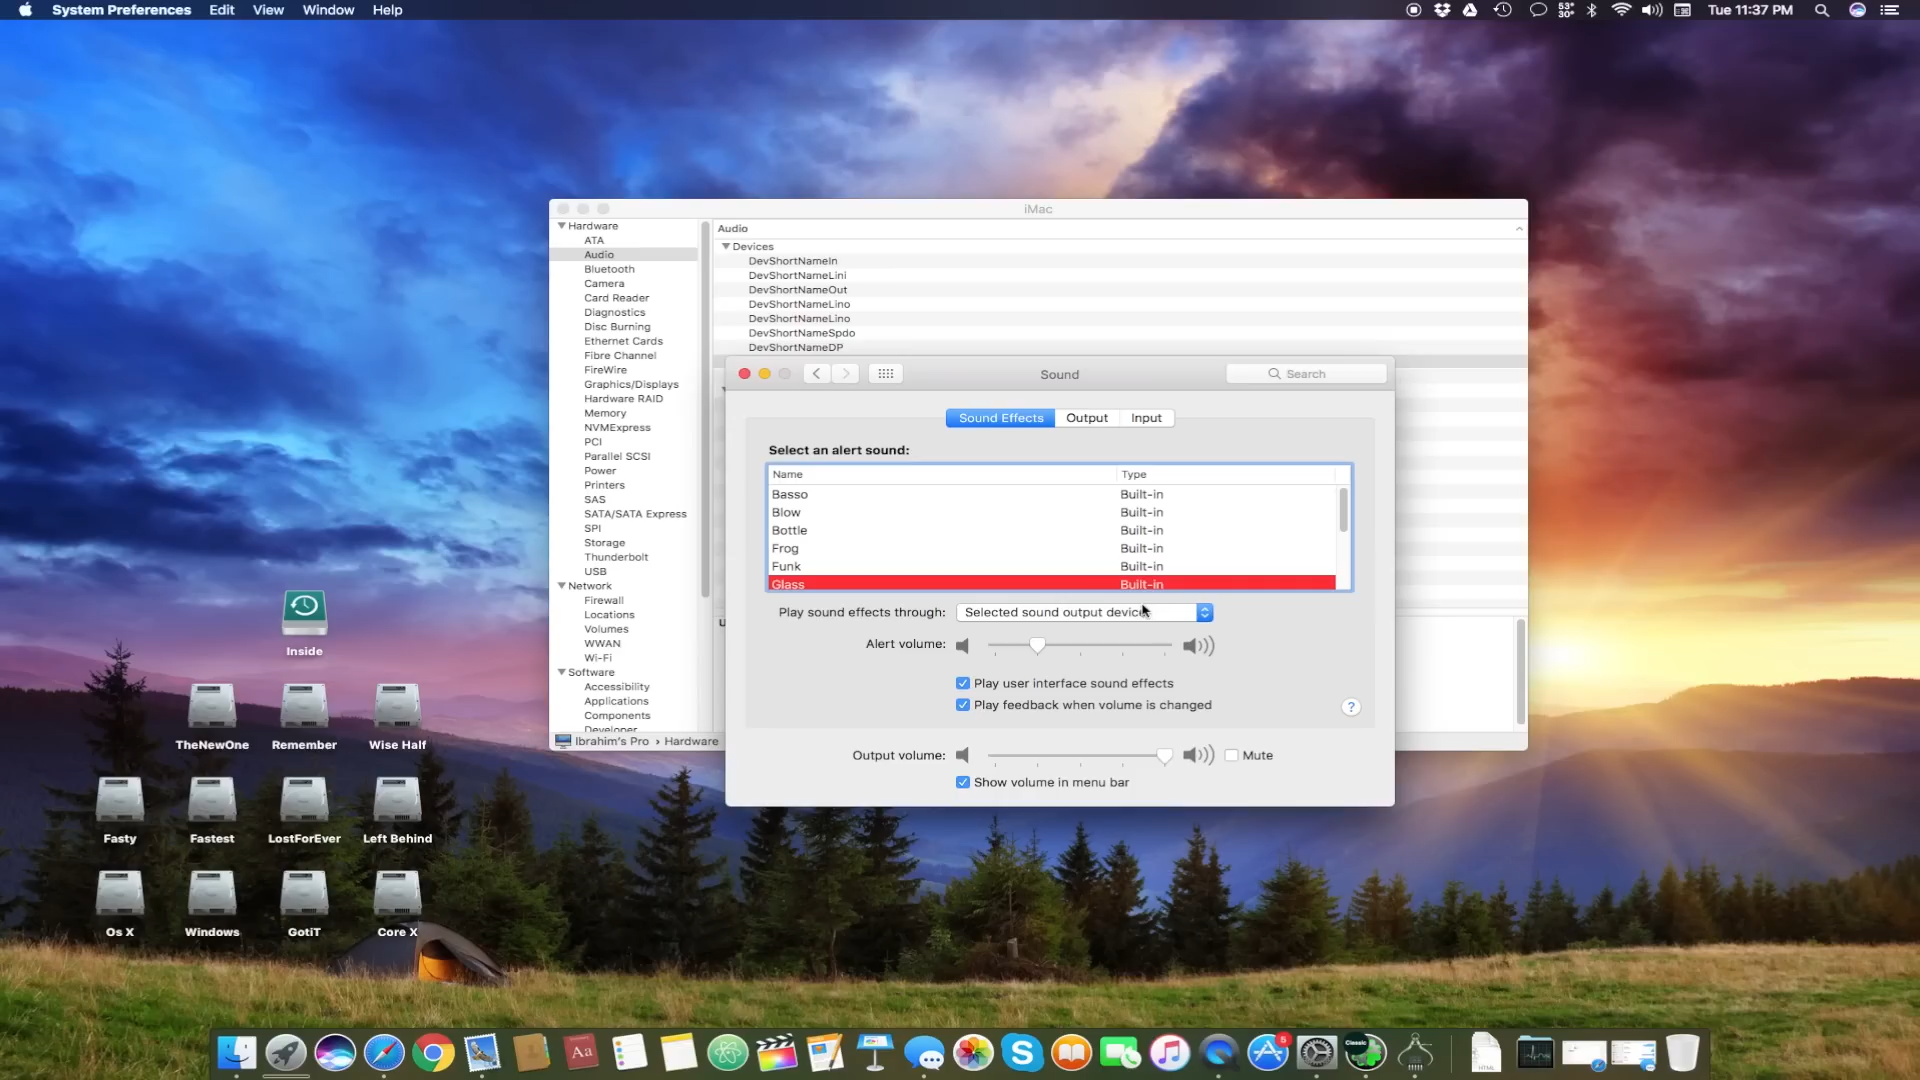 System Preferences Edit View Window Help
53°
30°
Tue 11:37 PM
iMac
Hardware
ATA
Audio
Bluetooth
Camera
Card Reader
Diagnostics
Disc Burning
Ethernet Cards
Fibre Channel
FireWire
Graphics/Displays
Hardware RAID
Memory
NVMExpress
PCI
Parallel SCSI
Power
Printers
SAS
SATA/SATA Express
SPI
Storage
Thunderbolt
USB
Network
Firewall
Locations
Volumes
WWAN
Wi-Fi
Software
Accessibility
Applications
Components
Developer
Ibrahim's Pro › Hardware
Audio
Devices
DevShortNameIn
DevShortNameLini
DevShortNameOut
DevShortNameLino
DevShortNameLino
DevShortNameSpdo
DevShortNameDP
Sound
Search
Sound Effects Output Input
Select an alert sound:
Name Type
Basso Built-in
Blow Built-in
Bottle Built-in
Frog Built-in
Funk Built-in
Glass Built-in
Play sound effects through: Selected sound output device
Alert volume:
Play user interface sound effects
Play feedback when volume is changed
?
Output volume: Mute
Show volume in menu bar
Inside
TheNewOne Remember Wise Half
Fasty Fastest LostForEver Left Behind
Os X Windows GotiT Core X
Aa
S
5
Classic
HTML